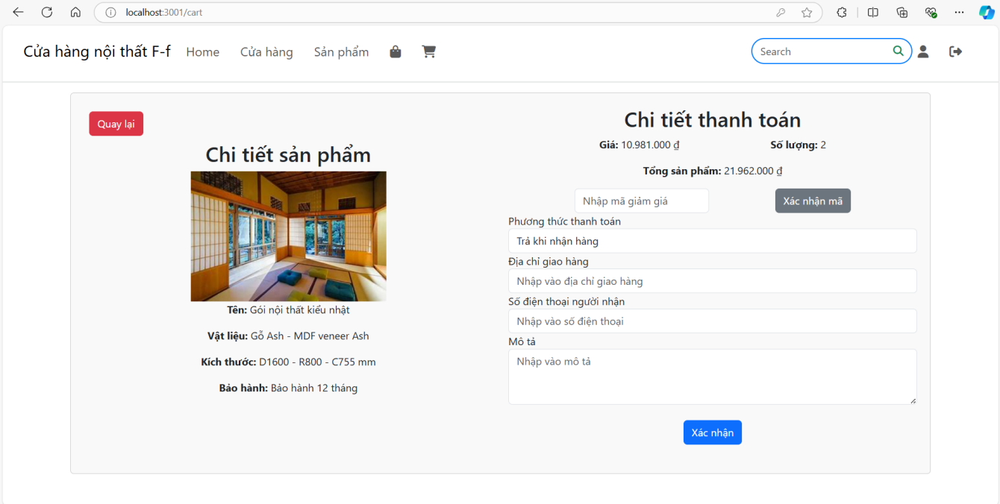 localhost:3001/cart
Cửa hàng nội thất F-f Home Cửa hàng Sản phẩm Search
Quay lại
Chi tiết sản phẩm
Tên: Gói nội thất kiểu nhật
Vật liệu: Gỗ Ash - MDF veneer Ash
Kích thước: D1600 - R800 - C755 mm
Bảo hành: Bảo hành 12 tháng
Chi tiết thanh toán
Giá: 10.981.000 ₫ Số lượng: 2
Tổng sản phẩm: 21.962.000 ₫
Nhập mã giảm giá Xác nhận mã
Phương thức thanh toán
Trả khi nhận hàng
Địa chỉ giao hàng
Nhập vào địa chỉ giao hàng
Số điện thoại người nhận
Nhập vào số điện thoại
Mô tả
Nhập vào mô tả
Xác nhận